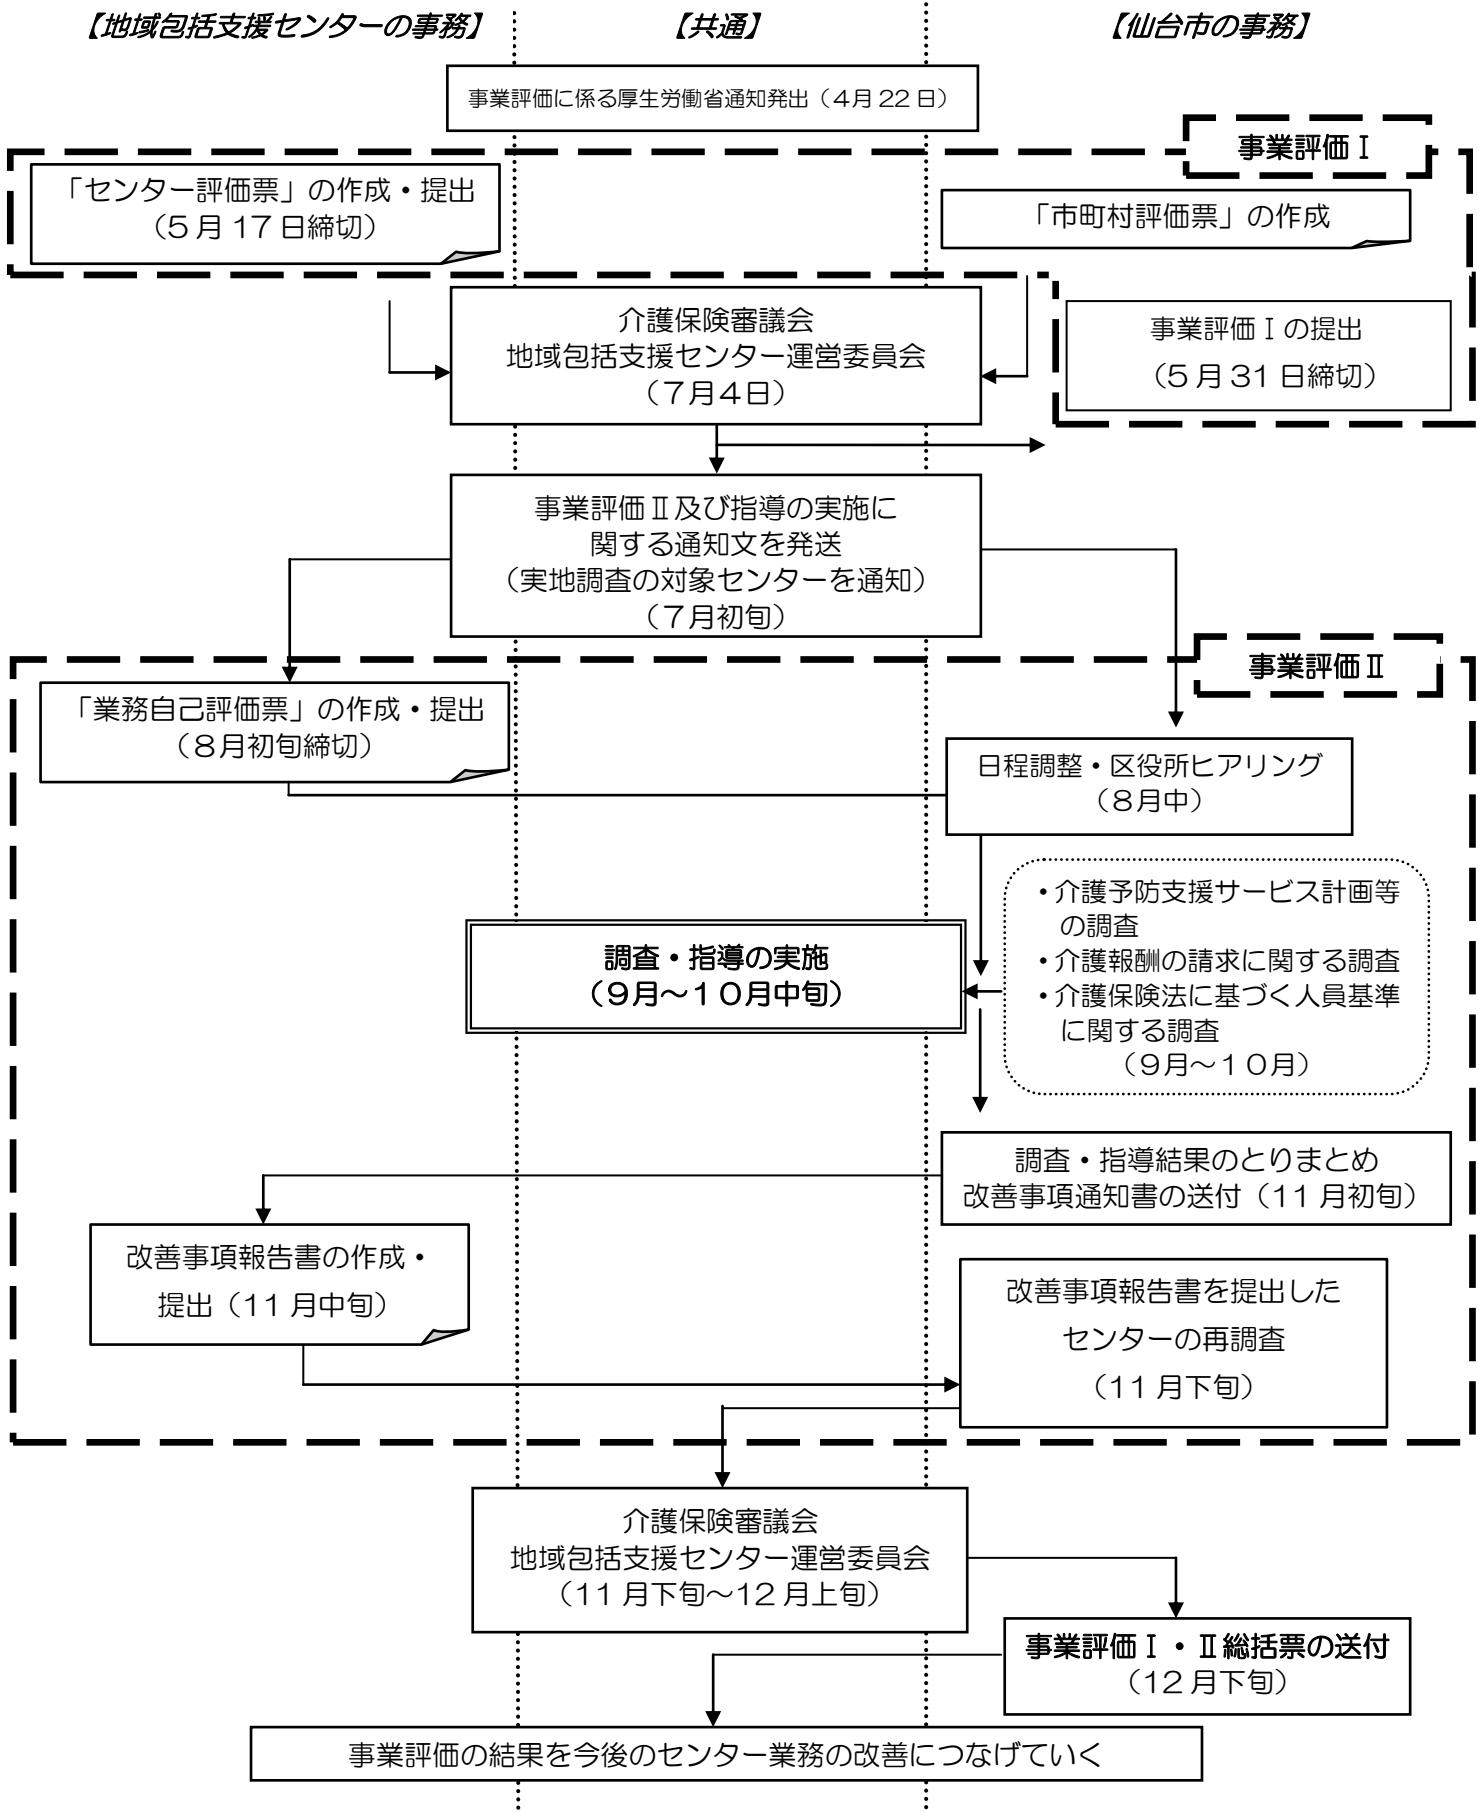 【地域包括支援センターの事務】
【共通】
【仙台市の事務】
事業評価に係る厚生労働省通知発出（４月 22 日）
事業評価Ⅰ
「センター評価票」の作成・提出
（５月 17 日締切）
「市町村評価票」の作成
介護保険審議会
地域包括支援センター運営委員会
（７月４日）
事業評価Ⅰの提出
（５月 31 日締切）
事業評価Ⅱ及び指導の実施に
関する通知文を発送
（実地調査の対象センターを通知）
（７月初旬）
事業評価Ⅱ
「業務自己評価票」の作成・提出
（８月初旬締切）
日程調整・区役所ヒアリング
（８月中）
・介護予防支援サービス計画等
の調査
・介護報酬の請求に関する調査
・介護保険法に基づく人員基準
に関する調査
（９月～１０月）
調査・指導の実施
（９月～１０月中旬）
調査・指導結果のとりまとめ
改善事項通知書の送付（11 月初旬）
改善事項報告書の作成・
提出（11 月中旬）
改善事項報告書を提出した
センターの再調査
（11 月下旬）
介護保険審議会
地域包括支援センター運営委員会
（11 月下旬～12 月上旬）
事業評価Ⅰ・Ⅱ総括票の送付
（12 月下旬）
事業評価の結果を今後のセンター業務の改善につなげていく